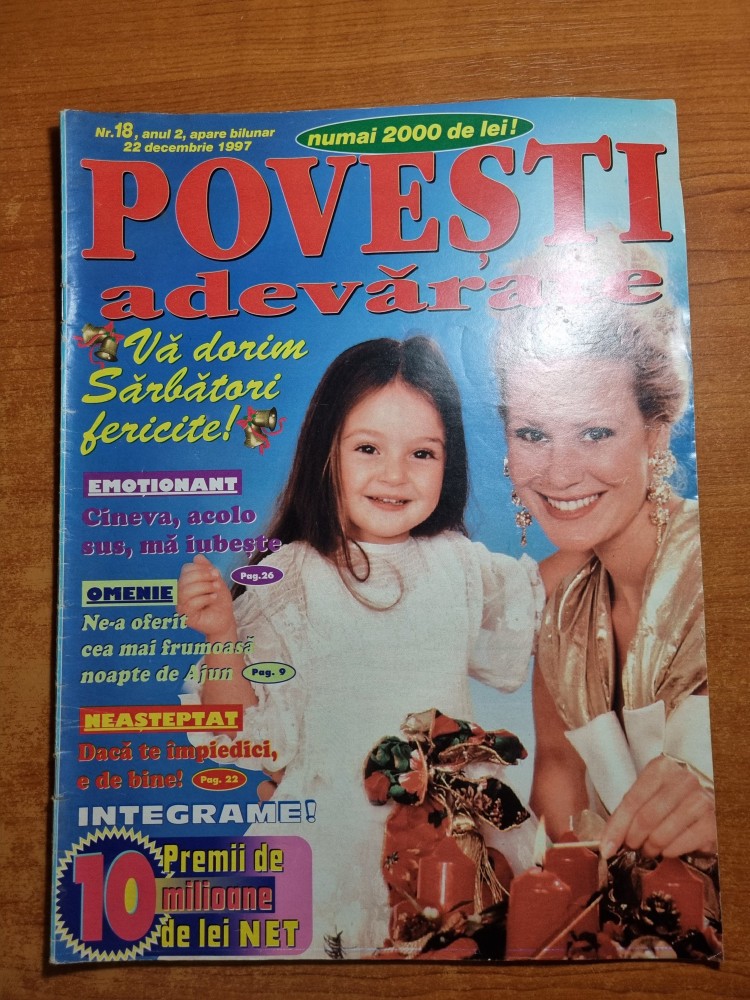 Nr.18, anul 2, apare bilunar
22 decembrie 1997
numai 2000 de lei!
POVEȘTI
adevărate
Vă dorim
Sărbători
fericite!
EMOȚIONANT
Cineva, acolo
sus, mă iubește
Pag.26
OMENIE
Ne-a oferit
cea mai frumoasă
noapte de Ajun Pag. 9
NEAȘTEPTAT
Dacă te împiedici,
e de bine! Pag. 22
INTEGRAME!
10 Premii de
milioane
de lei NET